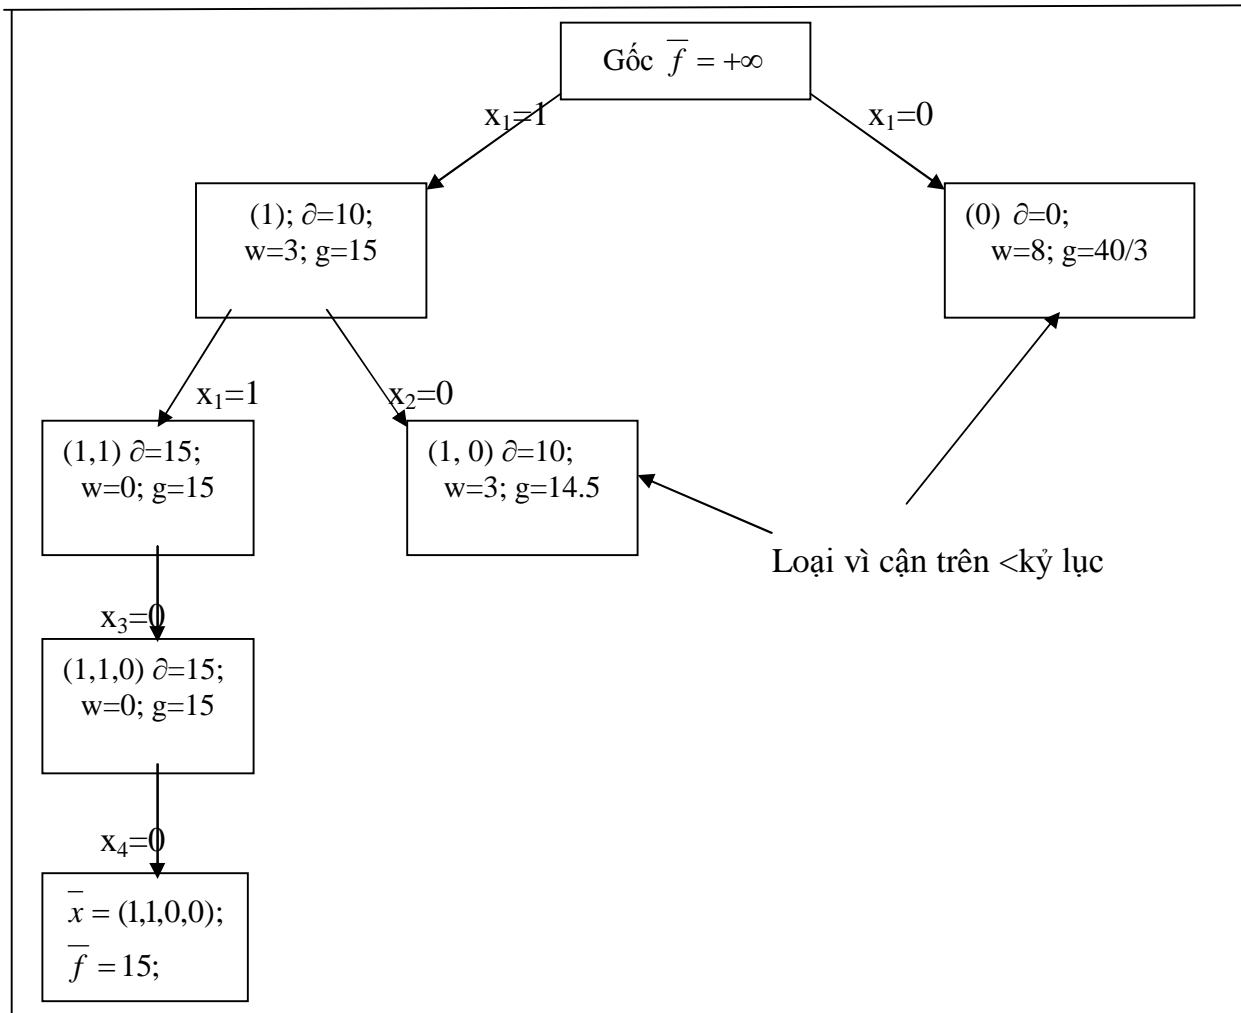 Gốc f̅ = +∞
x₁=1
x₁=0
(1); ∂=10;
w=3; g=15
(0) ∂=0;
w=8; g=40/3
x₁=1
x₂=0
(1,1) ∂=15;
w=0; g=15
(1, 0) ∂=10;
w=3; g=14.5
Loại vì cận trên <kỷ lục
x₃=0
(1,1,0) ∂=15;
w=0; g=15
x₄=0
x̅ = (1,1,0,0);
f̅ = 15;